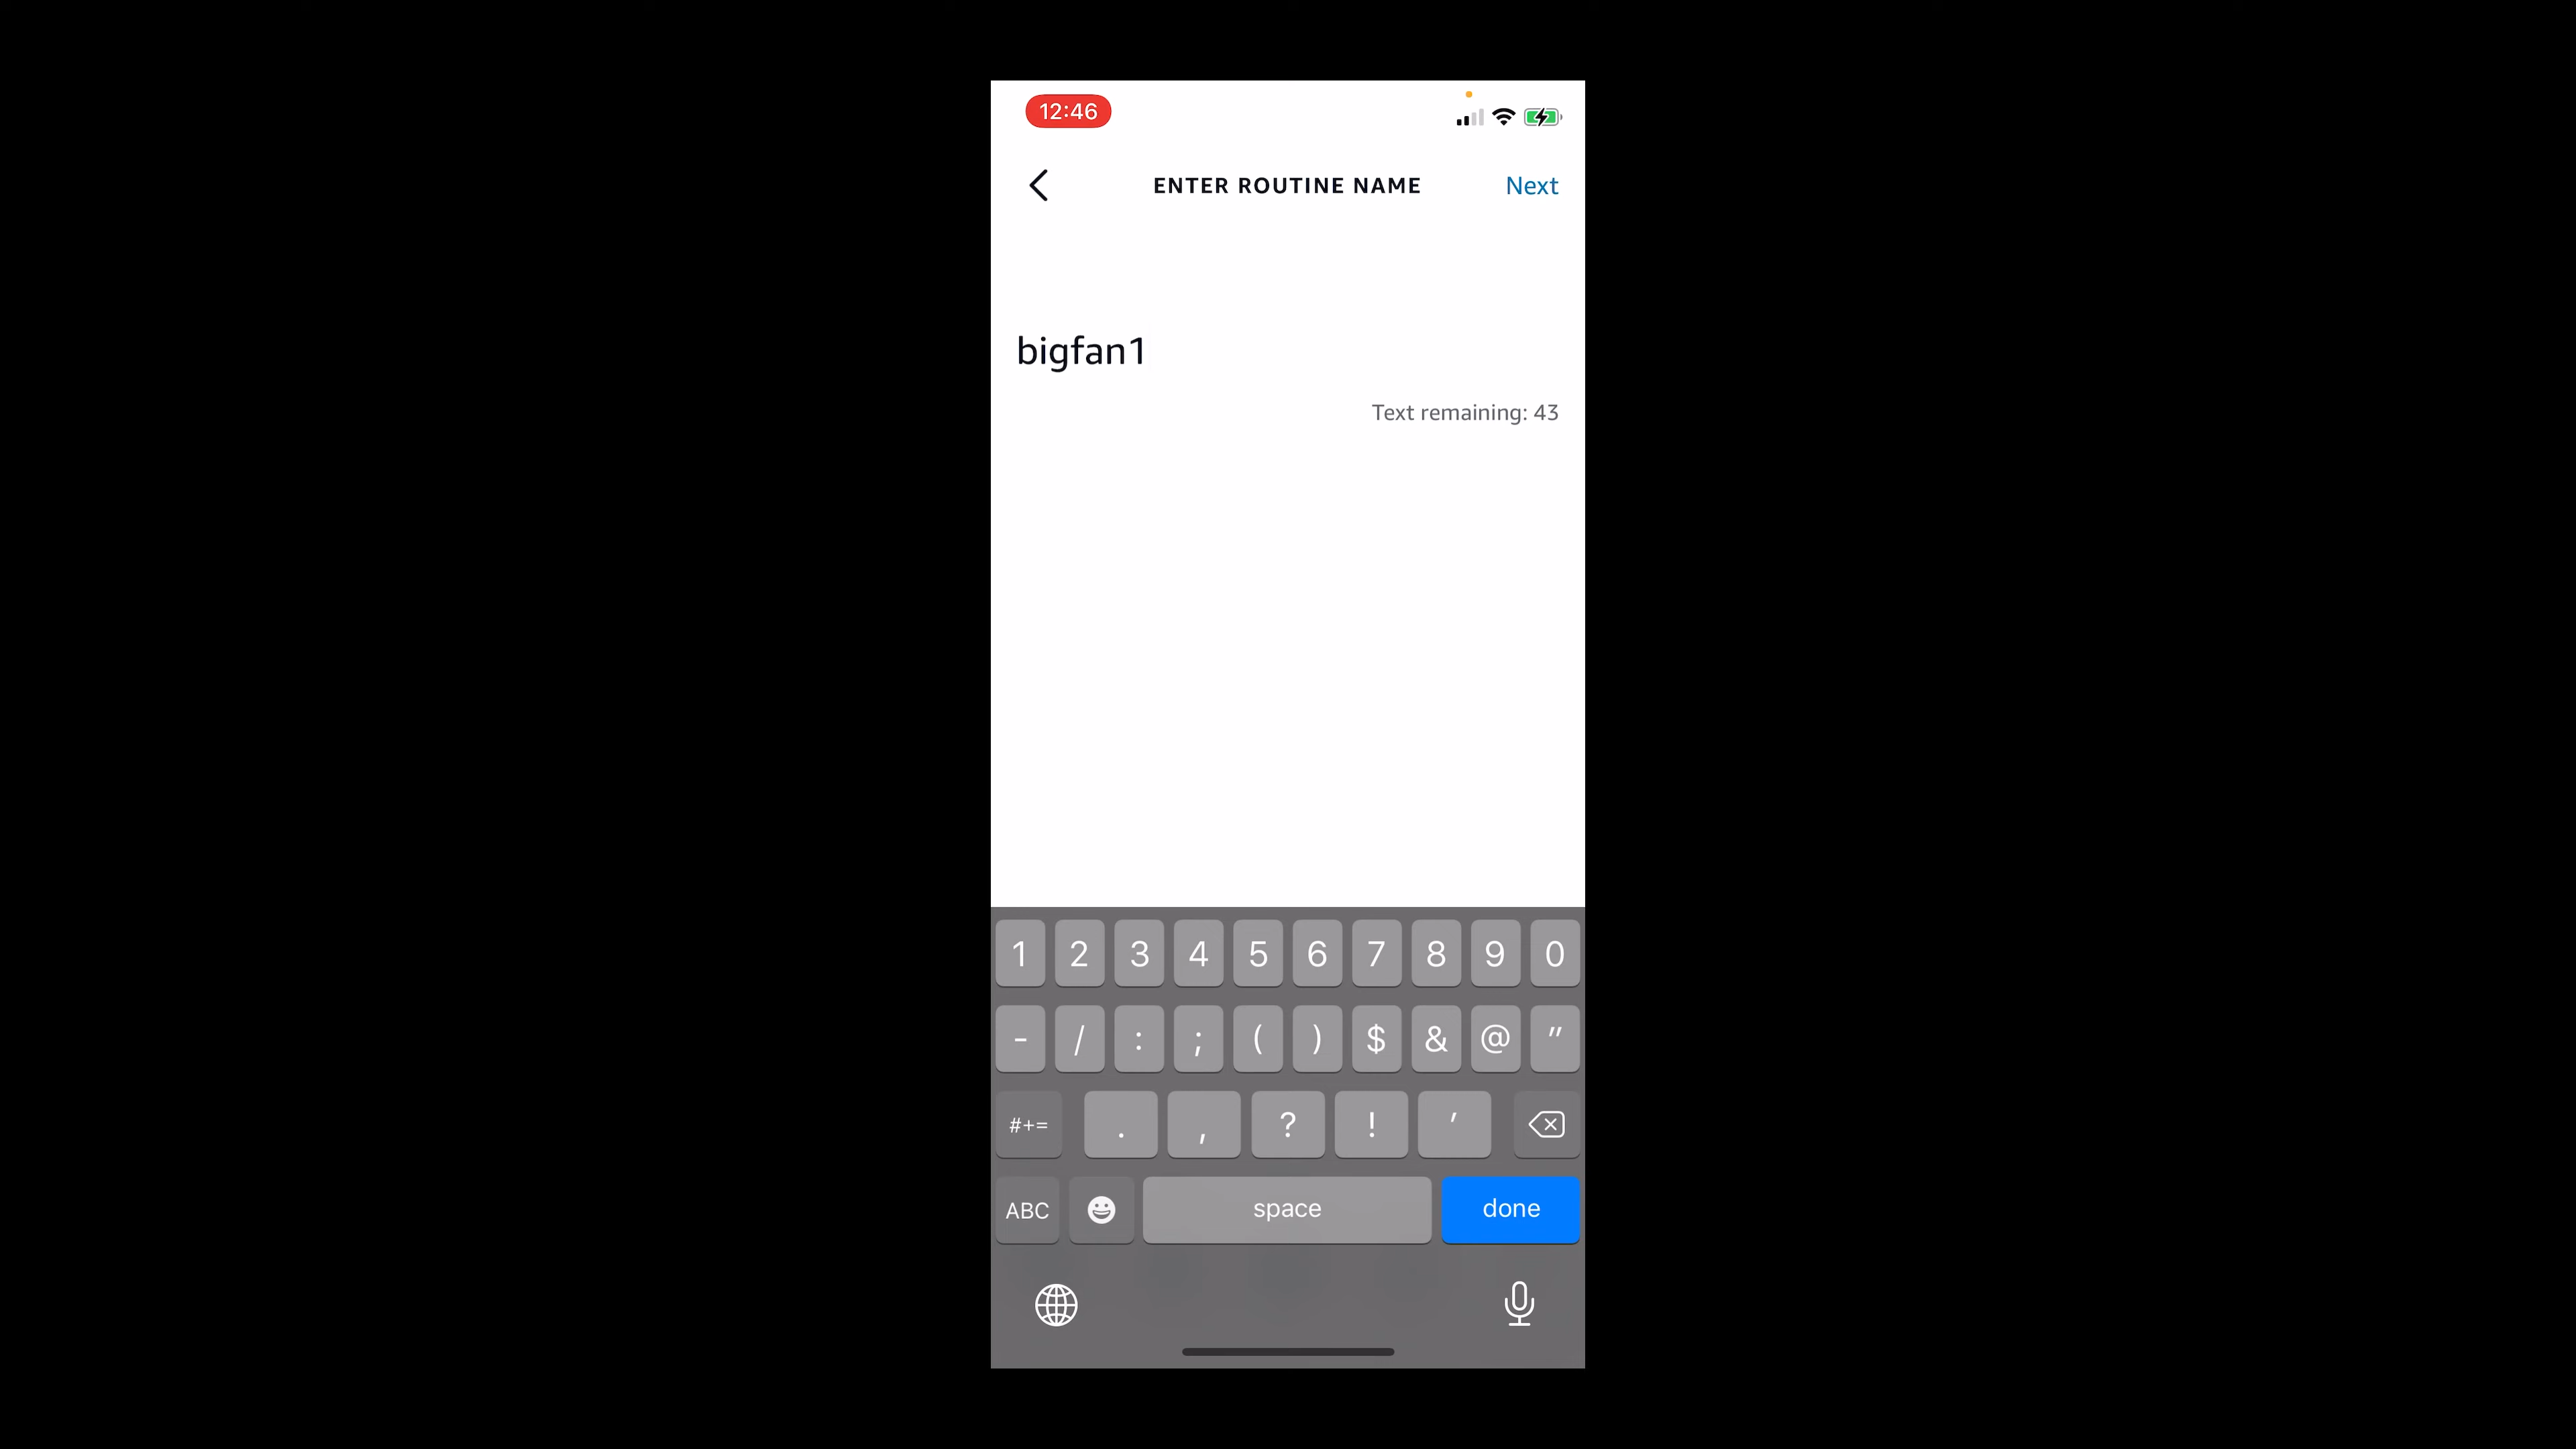 12:46
ENTER ROUTINE NAME Next
bigfan1
Text remaining: 43
1 2 3 4 5 6 7 8 9 0
- / : ; ( ) $ & @ "
#+= . , ? ! '
ABC space done